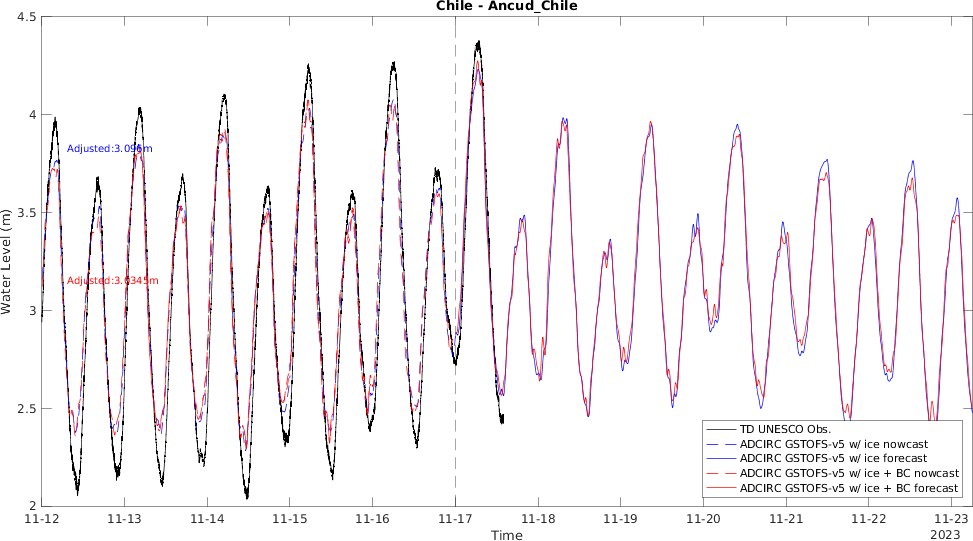 Chile - Ancud_Chile
4.5
4
3.5
3
2.5
2
Water Level (m)
Adjusted:3.096m
Adjusted:3.0345m
TD UNESCO Obs.
ADCIRC GSTOFS-v5 w/ ice nowcast
ADCIRC GSTOFS-v5 w/ ice forecast
ADCIRC GSTOFS-v5 w/ ice + BC nowcast
ADCIRC GSTOFS-v5 w/ ice + BC forecast
11-12 11-13 11-14 11-15 11-16 11-17 11-18 11-19 11-20 11-21 11-22 11-23
2023
Time